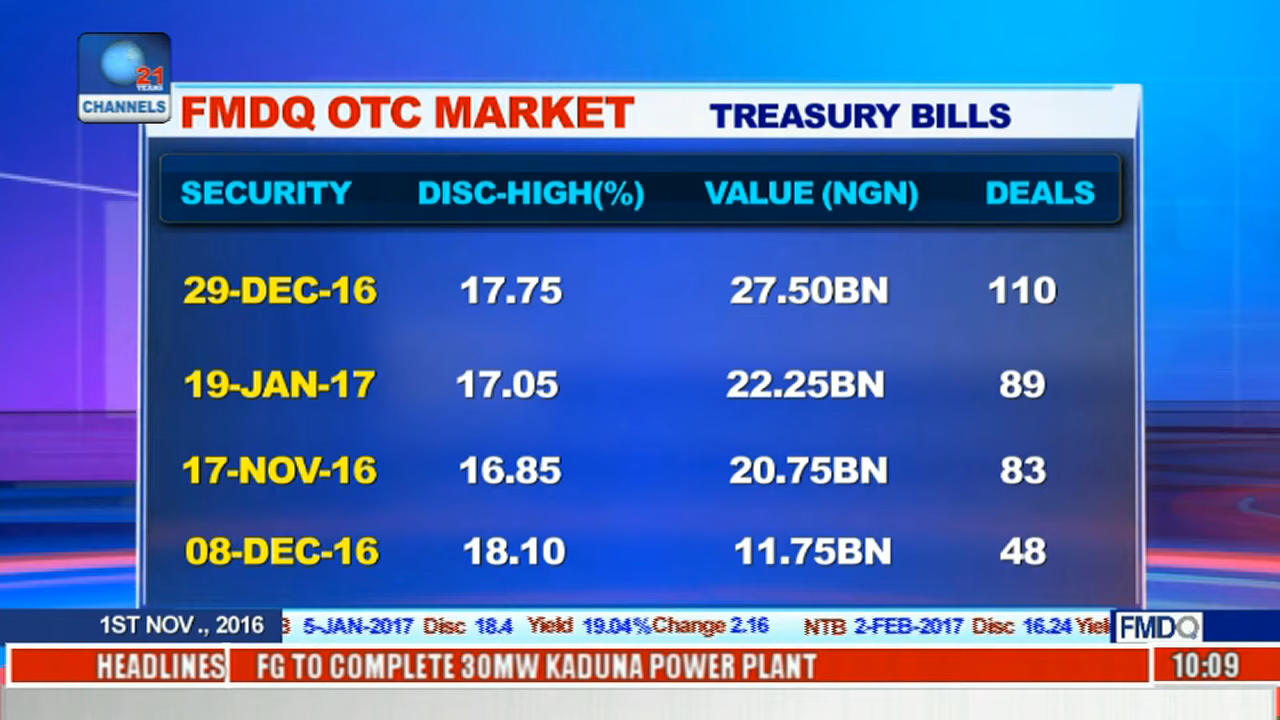 21
YEARS
CHANNELS
FMDQ OTC MARKET TREASURY BILLS
SECURITY DISC-HIGH(%) VALUE (NGN) DEALS
29-DEC-16 17.75 27.50BN 110
19-JAN-17 17.05 22.25BN 89
17-NOV-16 16.85 20.75BN 83
08-DEC-16 18.10 11.75BN 48
1ST NOV., 2016 B 5-JAN-2017 Disc 18.4 Yield 19.04% Change 2.16 NTB 2-FEB-2017 Disc 16.24 Yiel FMDQ
HEADLINES FG TO COMPLETE 30MW KADUNA POWER PLANT 10:09